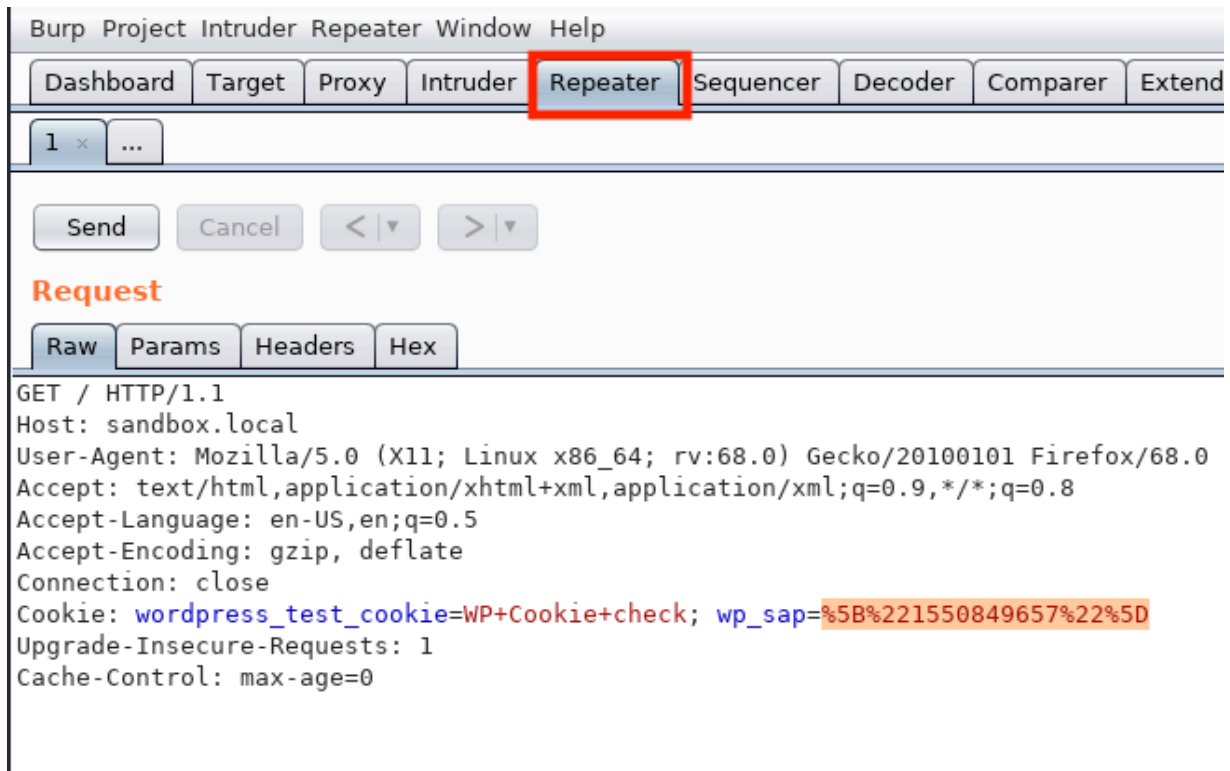 Burp Project Intruder Repeater Window Help
Dashboard Target Proxy Intruder Repeater Sequencer Decoder Comparer Extend
1 × ...
Send Cancel < ▼ > ▼
Request
Raw Params Headers Hex
GET / HTTP/1.1
Host: sandbox.local
User-Agent: Mozilla/5.0 (X11; Linux x86_64; rv:68.0) Gecko/20100101 Firefox/68.0
Accept: text/html,application/xhtml+xml,application/xml;q=0.9,*/*;q=0.8
Accept-Language: en-US,en;q=0.5
Accept-Encoding: gzip, deflate
Connection: close
Cookie: wordpress_test_cookie=WP+Cookie+check; wp_sap=%5B%221550849657%22%5D
Upgrade-Insecure-Requests: 1
Cache-Control: max-age=0